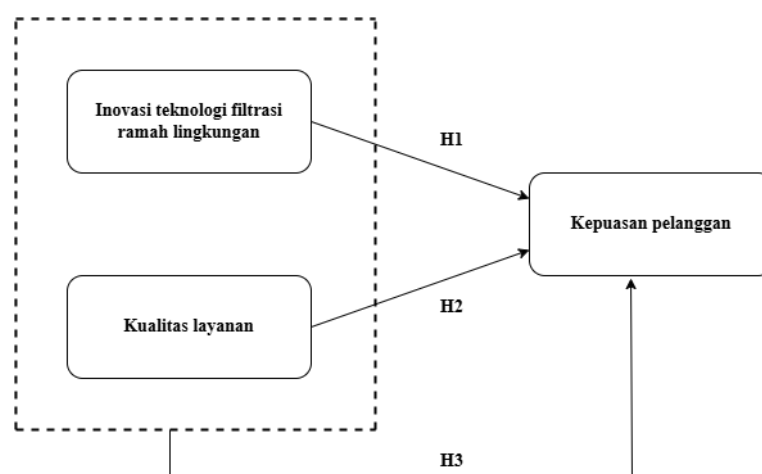 Inovasi teknologi filtrasi
ramah lingkungan
H1
Kepuasan pelanggan
Kualitas layanan
H2
H3